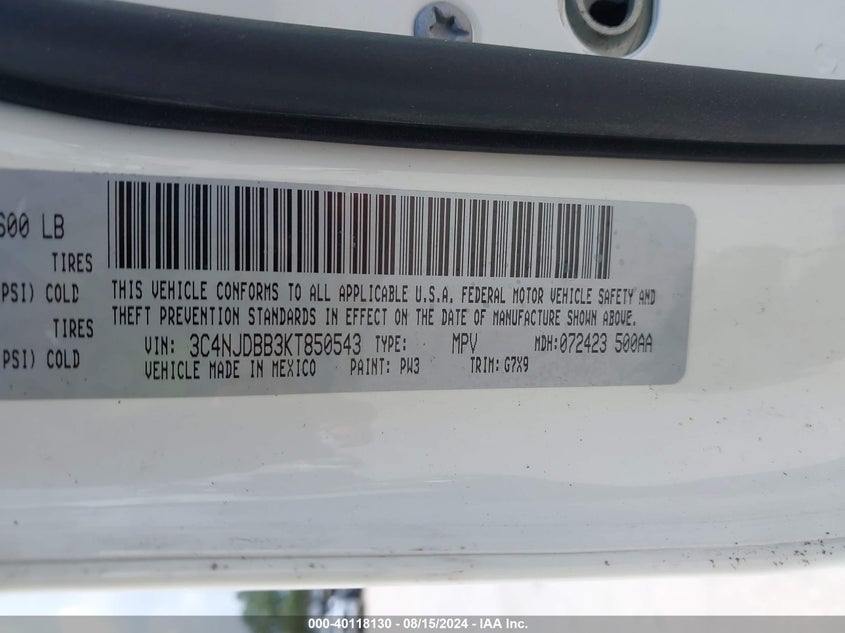 600 LB
TIRES
PSI) COLD
TIRES
PSI) COLD
THIS VEHICLE CONFORMS TO ALL APPLICABLE U.S.A. FEDERAL MOTOR VEHICLE SAFETY AND
THEFT PREVENTION STANDARDS IN EFFECT ON THE DATE OF MANUFACTURE SHOWN ABOVE.
VIN: 3C4NJDBB3KT850543 TYPE: MPV MDH: 072423 500AA
VEHICLE MADE IN MEXICO PAINT: PW3 TRIM: G7X9
000-40118130 - 08/15/2024 - IAA Inc.